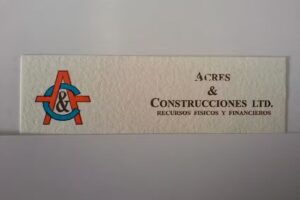 A&C
ACRES
&
CONSTRUCCIONES LTD.
RECURSOS FISICOS Y FINANCIEROS